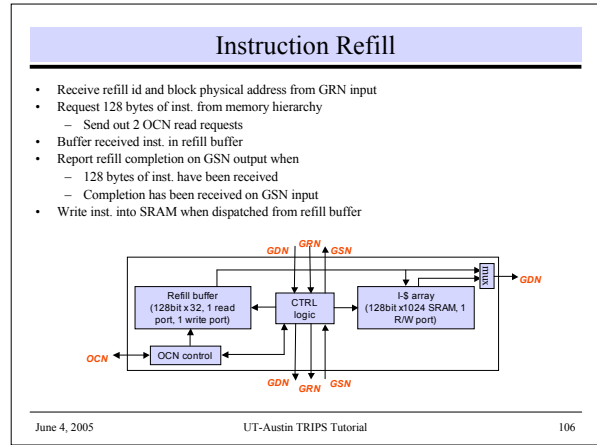 Instruction Refill
• Receive refill id and block physical address from GRN input
• Request 128 bytes of inst. from memory hierarchy
– Send out 2 OCN read requests
• Buffer received inst. in refill buffer
• Report refill completion on GSN output when
– 128 bytes of inst. have been received
– Completion has been received on GSN input
• Write inst. into SRAM when dispatched from refill buffer
GDN GRN GSN
mux
GDN
Refill buffer
(128bit x 32, 1 read
port, 1 write port)
CTRL
logic
I-$ array
(128bit x1024 SRAM, 1
R/W port)
OCN
OCN control
GDN GRN GSN
June 4, 2005 UT-Austin TRIPS Tutorial 106